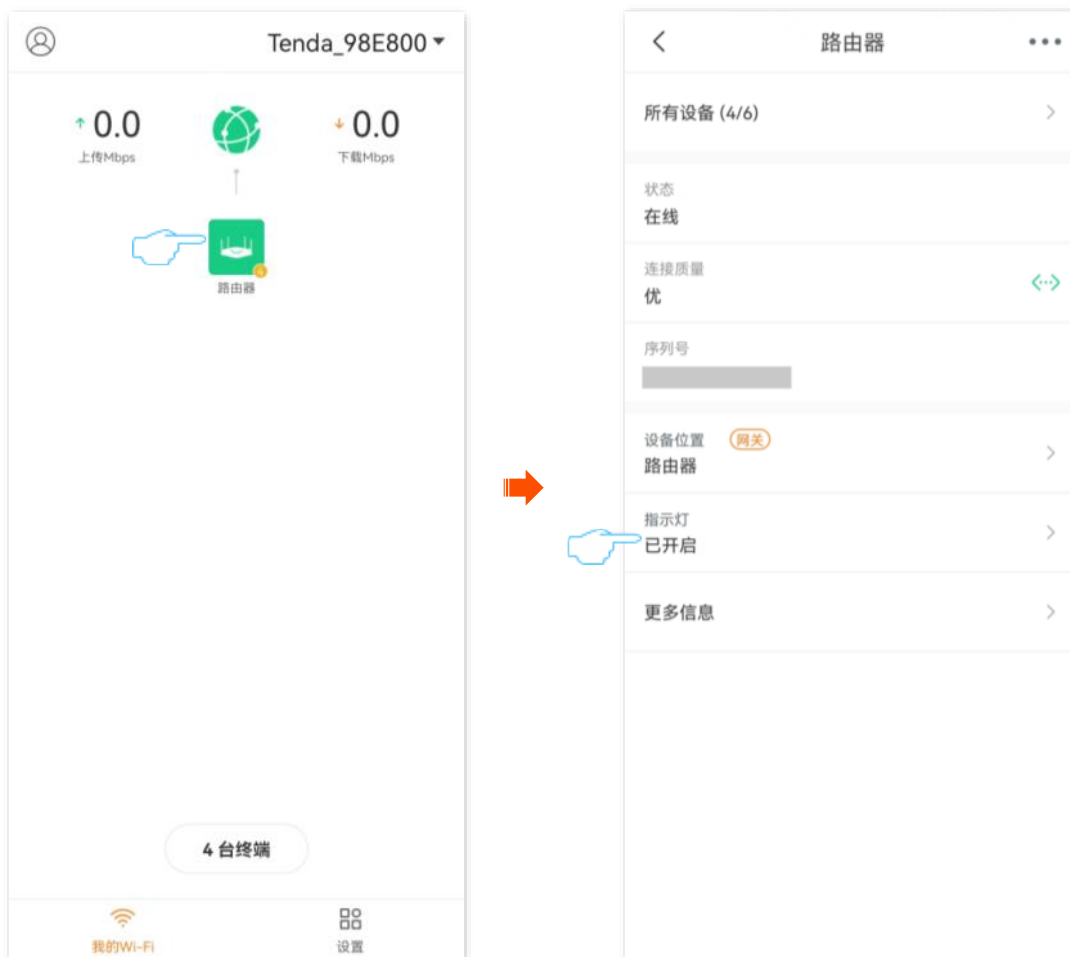 Tenda_98E800
0.0
0.0
上传Mbps
下载Mbps
4
路由器
4 台终端
我的Wi-Fi
设置
路由器
所有设备 (4/6)
状态
在线
连接质量
优
序列号
设备位置 网关
路由器
指示灯
已开启
更多信息